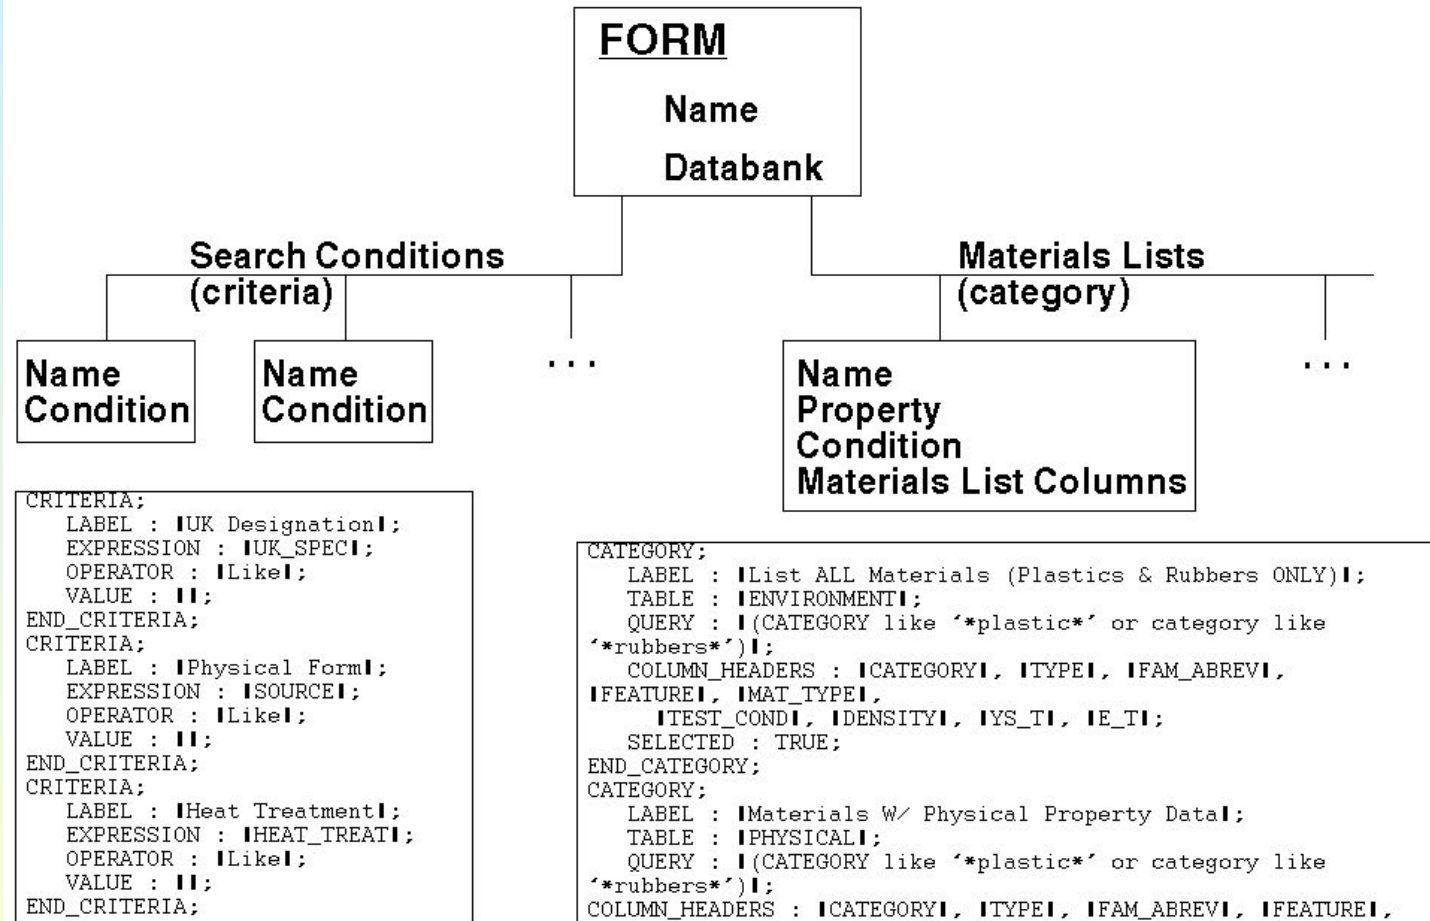 FORM
Name
Databank
Search Conditions
(criteria)
Materials Lists
(category)
Name
Condition
Name
Condition
...
Name
Property
Condition
Materials List Columns
...
CRITERIA;
LABEL : ▐UK Designation▐;
EXPRESSION : ▐UK_SPEC▐;
OPERATOR : ▐Like▐;
VALUE : ▐▐;
END_CRITERIA;
CRITERIA;
LABEL : ▐Physical Form▐;
EXPRESSION : ▐SOURCE▐;
OPERATOR : ▐Like▐;
VALUE : ▐▐;
END_CRITERIA;
CRITERIA;
LABEL : ▐Heat Treatment▐;
EXPRESSION : ▐HEAT_TREAT▐;
OPERATOR : ▐Like▐;
VALUE : ▐▐;
END_CRITERIA;
CATEGORY;
LABEL : ▐List ALL Materials (Plastics & Rubbers ONLY)▐;
TABLE : ▐ENVIRONMENT▐;
QUERY : ▐(CATEGORY like ‘*plastic*’ or category like
‘*rubbers*’)▐;
COLUMN_HEADERS : ▐CATEGORY▐, ▐TYPE▐, ▐FAM_ABREV▐,
▐FEATURE▐, ▐MAT_TYPE▐,
▐TEST_COND▐, ▐DENSITY▐, ▐YS_T▐, ▐E_T▐;
SELECTED : TRUE;
END_CATEGORY;
CATEGORY;
LABEL : ▐Materials W/ Physical Property Data▐;
TABLE : ▐PHYSICAL▐;
QUERY : ▐(CATEGORY like ‘*plastic*’ or category like
‘*rubbers*’)▐;
COLUMN_HEADERS : ▐CATEGORY▐, ▐TYPE▐, ▐FAM_ABREV▐, ▐FEATURE▐,